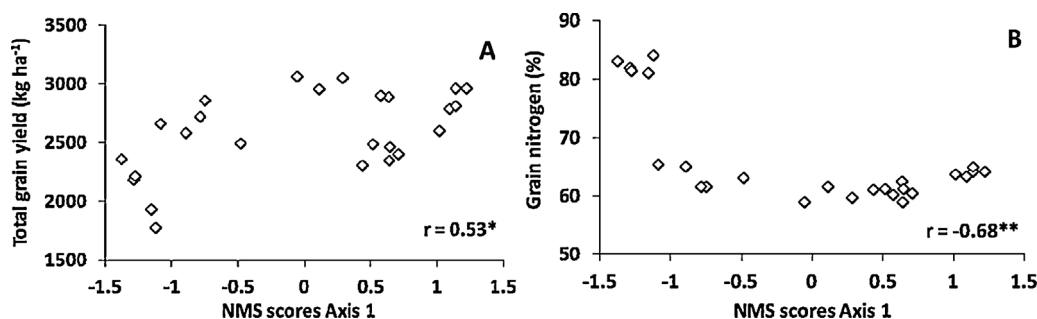 A
Total grain yield (kg ha⁻¹)
3500
3000
2500
2000
1500
-1.5 -1 -0.5 0 0.5 1 1.5
NMS scores Axis 1
r = 0.53*
B
Grain nitrogen (%)
90
80
70
60
50
-1.5 -1 -0.5 0 0.5 1 1.5
NMS scores Axis 1
r = -0.68**